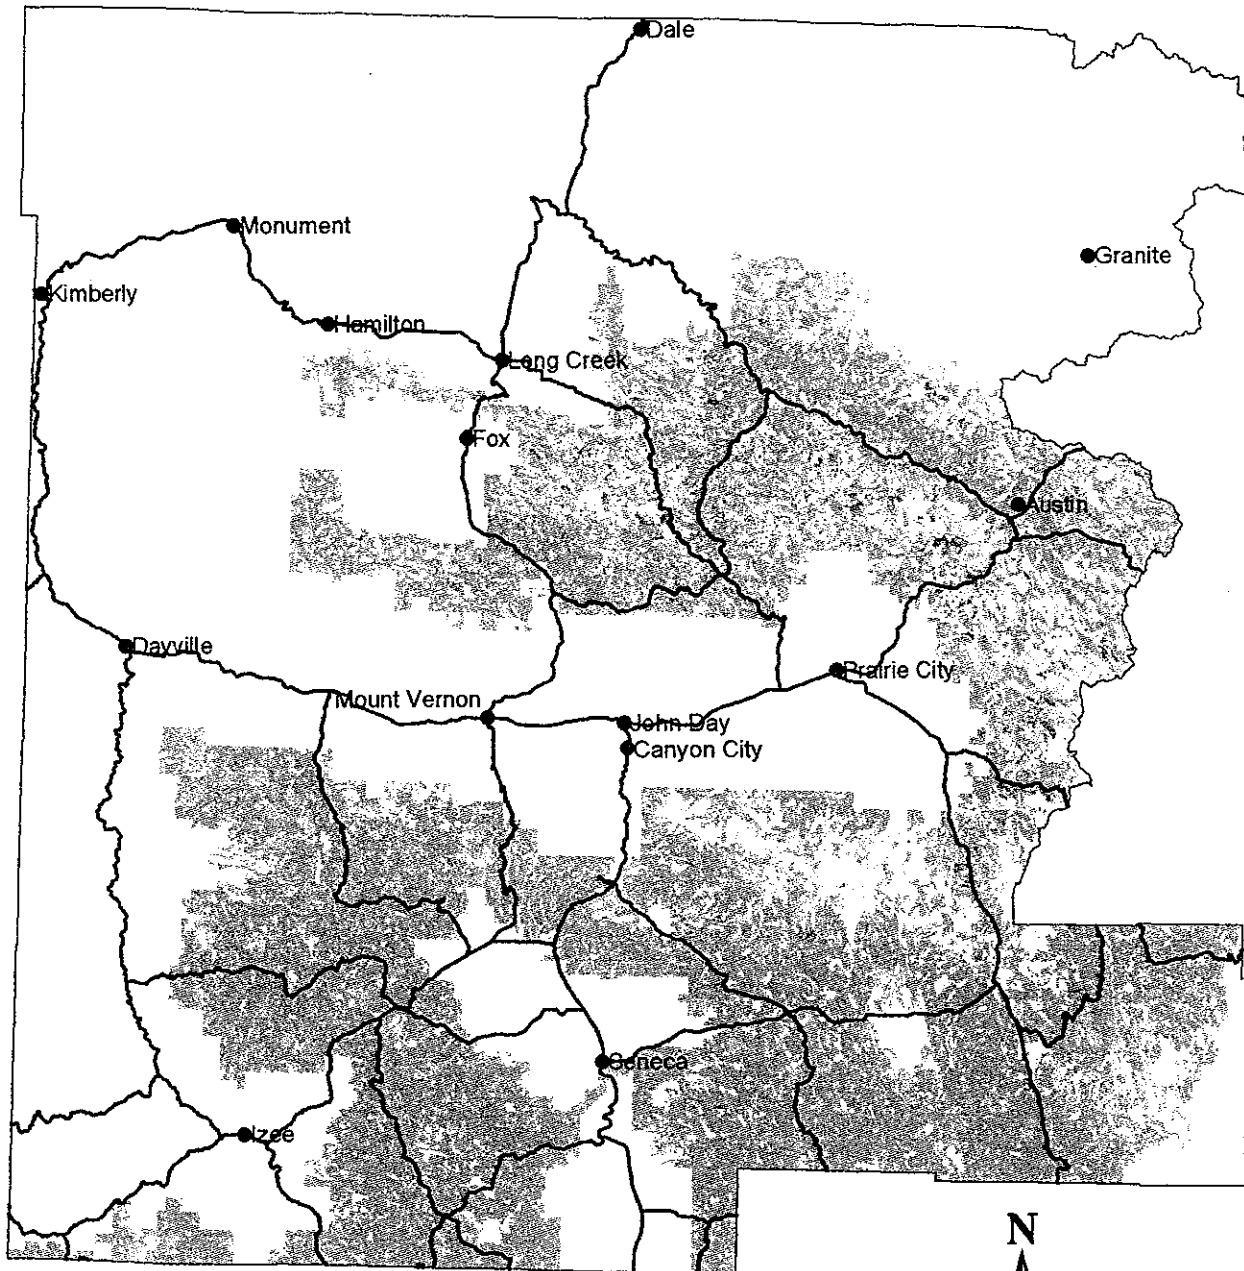 Dale
Monument
Granite
Kimberly
Hamilton
Long Creek
Fox
Austin
Dayville
Prairie City
Mount Vernon
John Day
Canyon City
Seneca
Izee
N